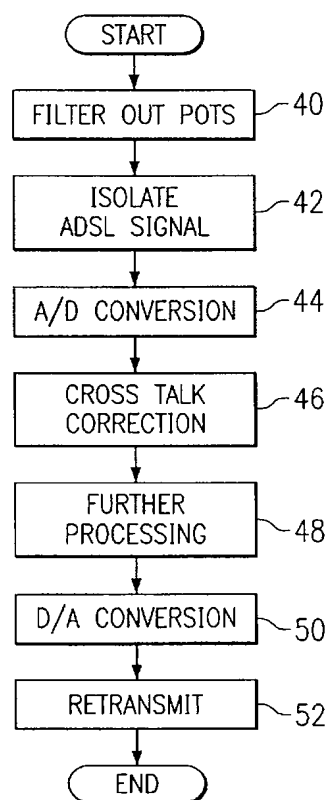 START
FILTER OUT POTS
40
ISOLATE
ADSL SIGNAL
42
A/D CONVERSION
44
CROSS TALK
CORRECTION
46
FURTHER
PROCESSING
48
D/A CONVERSION
50
RETRANSMIT
52
END